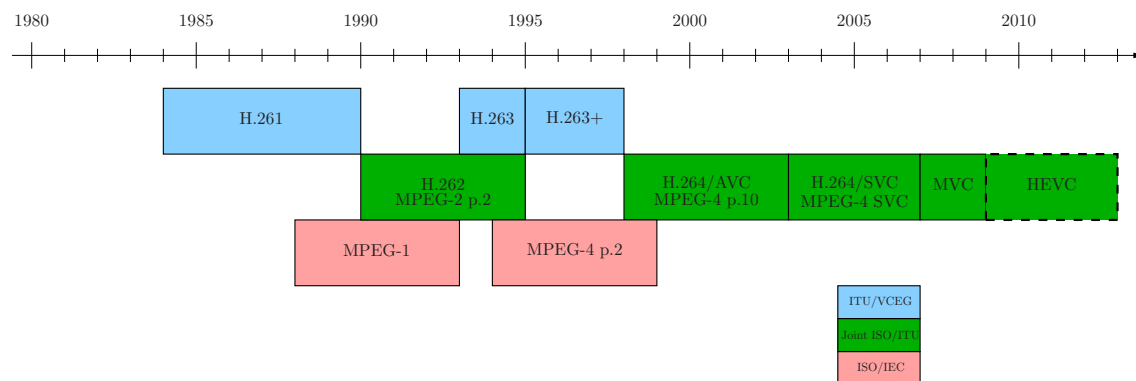 1980 1985 1990 1995 2000 2005 2010
H.261 H.263 H.263+
H.262
MPEG-2 p.2
H.264/AVC
MPEG-4 p.10
H.264/SVC
MPEG-4 SVC
MVC
HEVC
MPEG-1 MPEG-4 p.2
ITU/VCEG
Joint ISO/ITU
ISO/IEC